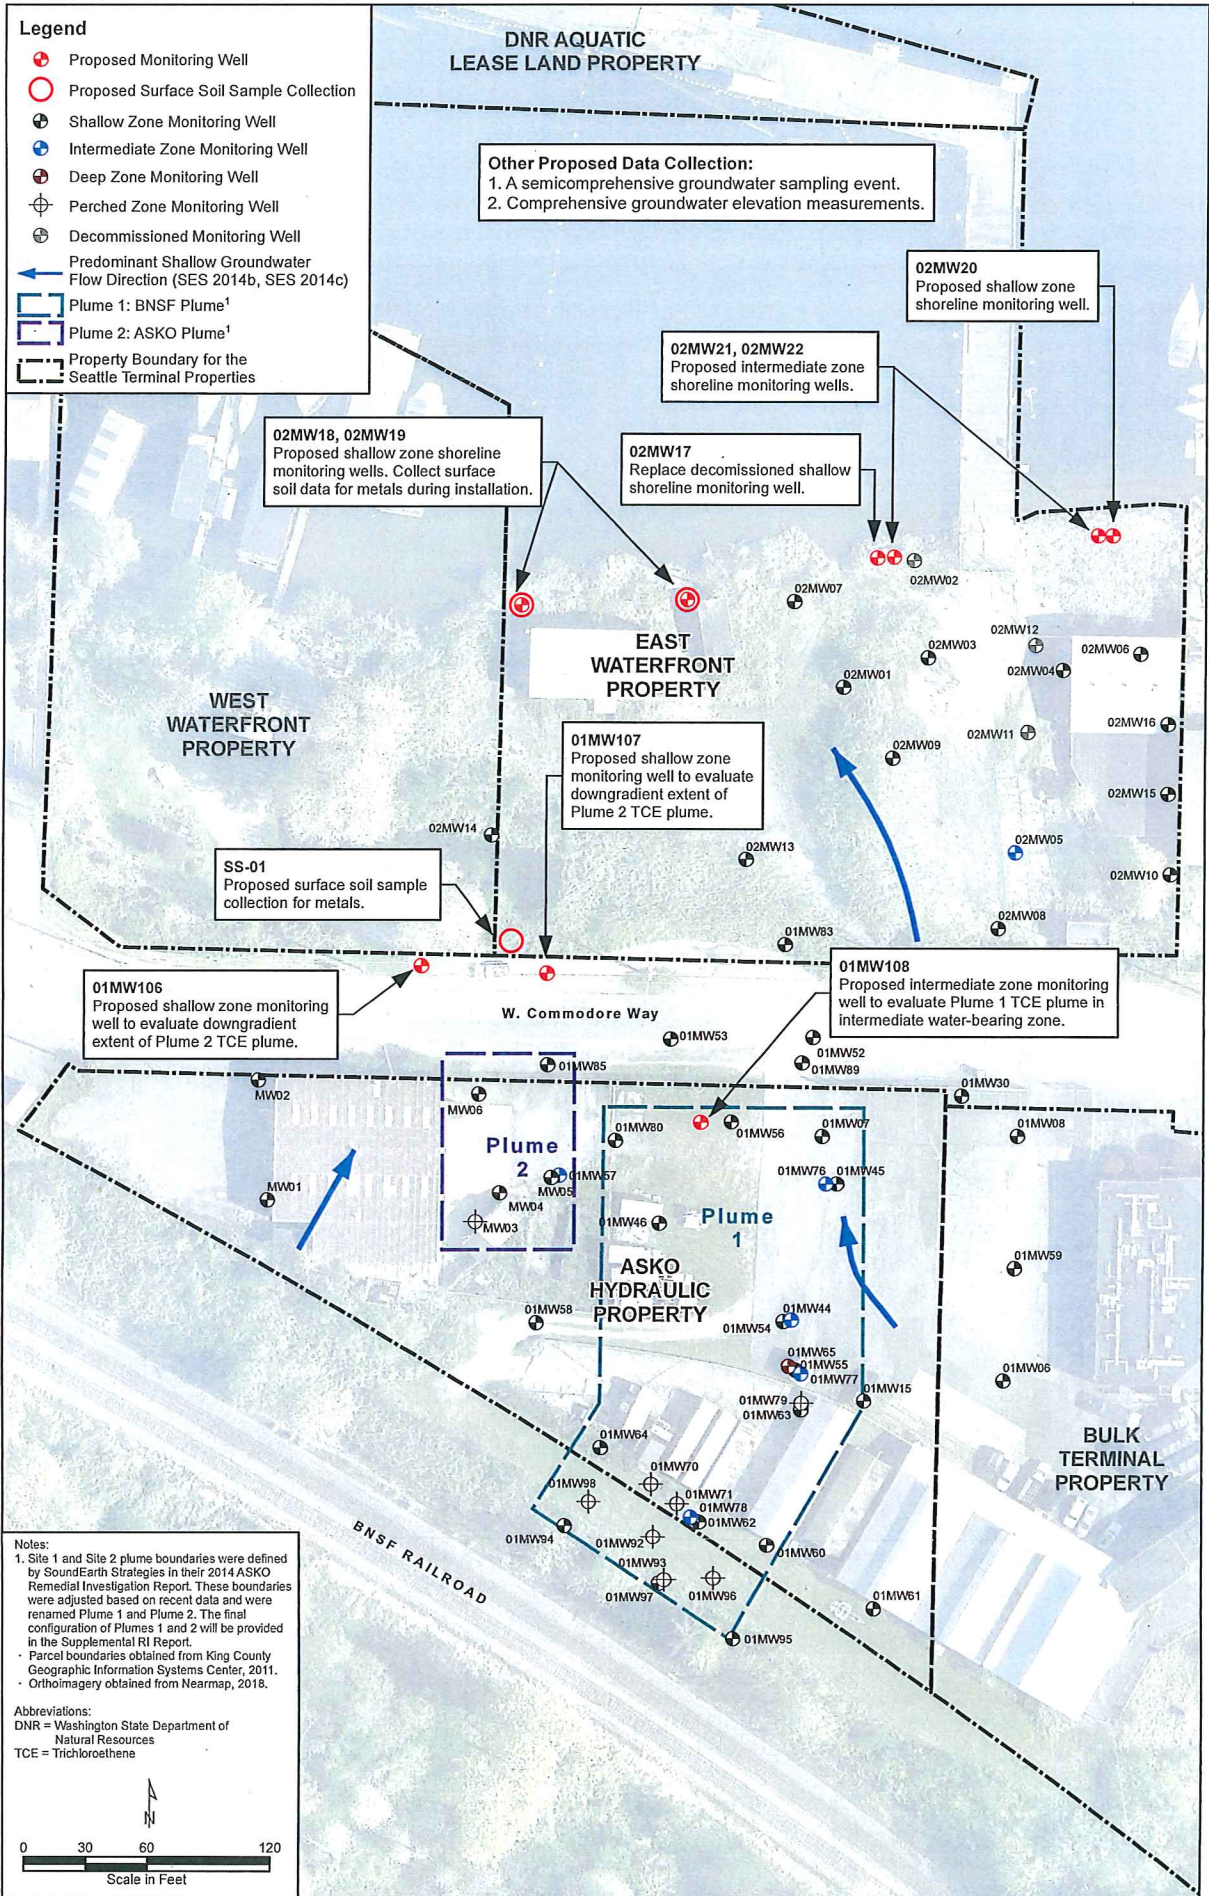 Legend
Proposed Monitoring Well
Proposed Surface Soil Sample Collection
Shallow Zone Monitoring Well
Intermediate Zone Monitoring Well
Deep Zone Monitoring Well
Perched Zone Monitoring Well
Decommissioned Monitoring Well
Predominant Shallow Groundwater
Flow Direction (SES 2014b, SES 2014c)
Plume 1: BNSF Plume¹
Plume 2: ASKO Plume¹
Property Boundary for the
Seattle Terminal Properties
DNR AQUATIC
LEASE LAND PROPERTY
Other Proposed Data Collection:
1. A semicomprehensive groundwater sampling event.
2. Comprehensive groundwater elevation measurements.
02MW20
Proposed shallow zone
shoreline monitoring well.
02MW21, 02MW22
Proposed intermediate zone
shoreline monitoring wells.
02MW18, 02MW19
Proposed shallow zone shoreline
monitoring wells. Collect surface
soil data for metals during installation.
02MW17
Replace decomissioned shallow
shoreline monitoring well.
02MW02
02MW07
02MW12
02MW03
02MW06
02MW04
02MW01
EAST
WATERFRONT
PROPERTY
WEST
WATERFRONT
PROPERTY
02MW16
02MW11
02MW09
01MW107
Proposed shallow zone
monitoring well to evaluate
downgradient extent of
Plume 2 TCE plume.
02MW15
02MW14
02MW05
02MW13
02MW10
SS-01
Proposed surface soil sample
collection for metals.
02MW08
01MW83
01MW106
Proposed shallow zone monitoring
well to evaluate downgradient
extent of Plume 2 TCE plume.
01MW108
Proposed intermediate zone monitoring
well to evaluate Plume 1 TCE plume in
intermediate water-bearing zone.
W. Commodore Way
01MW53
01MW52
01MW89
01MW85
MW02
MW06
01MW30
01MW80
01MW56
01MW07
01MW08
Plume
2
01MW57
MW05
MW04
MW03
MW01
01MW76
01MW45
01MW46
Plume
1
ASKO
HYDRAULIC
PROPERTY
01MW59
01MW58
01MW44
01MW54
01MW65
01MW55
01MW77
01MW06
01MW79
01MW63
01MW15
01MW64
BULK
TERMINAL
PROPERTY
01MW70
01MW98
01MW71
01MW78
01MW62
01MW94
01MW92
01MW60
01MW93
01MW97
01MW96
01MW61
01MW95
BNSF RAILROAD
Notes:
1. Site 1 and Site 2 plume boundaries were defined
by SoundEarth Strategies in their 2014 ASKO
Remedial Investigation Report. These boundaries
were adjusted based on recent data and were
renamed Plume 1 and Plume 2. The final
configuration of Plumes 1 and 2 will be provided
in the Supplemental RI Report.
· Parcel boundaries obtained from King County
Geographic Information Systems Center, 2011.
· Orthoimagery obtained from Nearmap, 2018.
Abbreviations:
DNR = Washington State Department of
Natural Resources
TCE = Trichloroethene
N
0 30 60 120
Scale in Feet